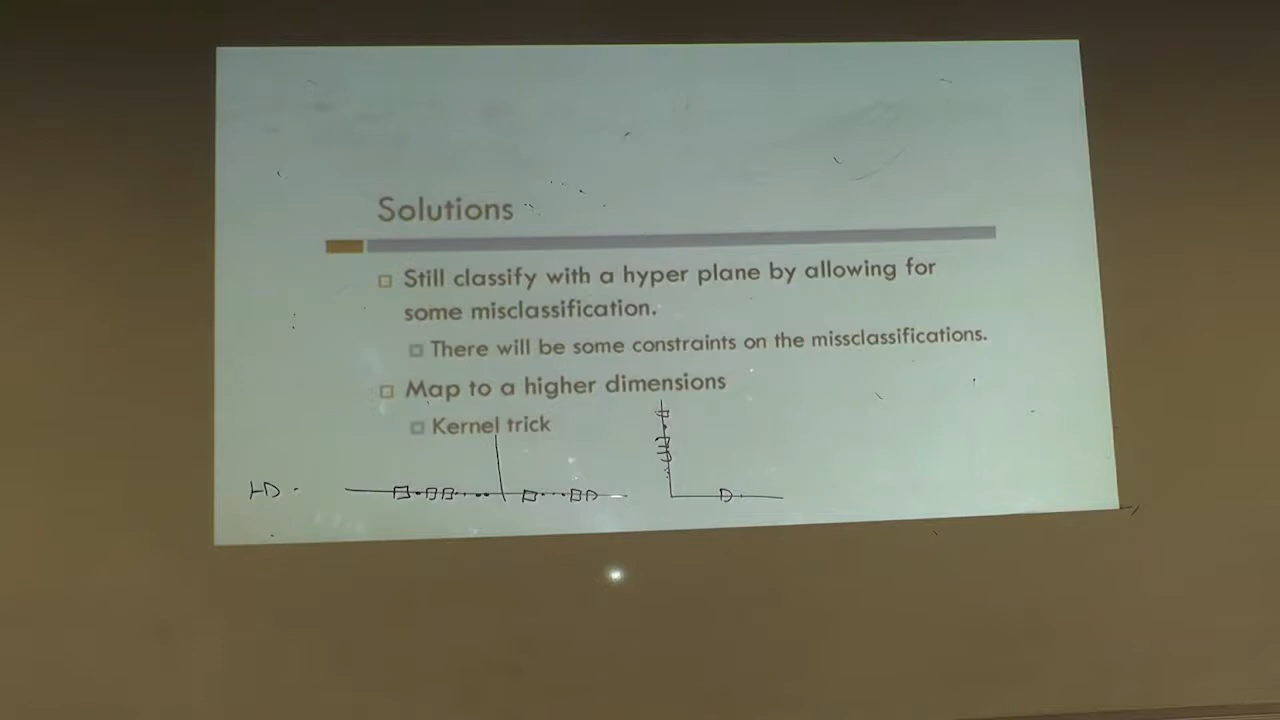 Solutions
Still classify with a hyper plane by allowing for
some misclassification.
There will be some constraints on the missclassifications.
Map to a higher dimensions
Kernel trick